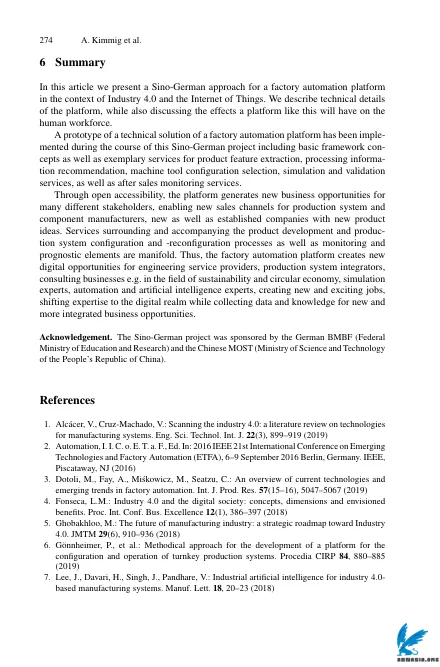 274 A. Kimmig et al.
6 Summary
In this article we present a Sino-German approach for a factory automation platform
in the context of Industry 4.0 and the Internet of Things. We describe technical details
of the platform, while also discussing the effects a platform like this will have on the
human workforce.
A prototype of a technical solution of a factory automation platform has been imple-
mented during the course of this Sino-German project including basic framework con-
cepts as well as exemplary services for product feature extraction, processing informa-
tion recommendation, machine tool configuration selection, simulation and validation
services, as well as after sales monitoring services.
Through open accessibility, the platform generates new business opportunities for
many different stakeholders, enabling new sales channels for production system and
component manufacturers, new as well as established companies with new product
ideas. Services surrounding and accompanying the product development and produc-
tion system configuration and -reconfiguration processes as well as monitoring and
prognostic elements are manifold. Thus, the factory automation platform creates new
digital opportunities for engineering service providers, production system integrators,
consulting businesses e.g. in the field of sustainability and circular economy, simulation
experts, automation and artificial intelligence experts, creating new and exciting jobs,
shifting expertise to the digital realm while collecting data and knowledge for new and
more integrated business opportunities.
Acknowledgement. The Sino-German project was sponsored by the German BMBF (Federal
Ministry of Education and Research) and the Chinese MOST (Ministry of Science and Technology
of the People's Republic of China).
References
1. Alcácer, V., Cruz-Machado, V.: Scanning the industry 4.0: a literature review on technologies
for manufacturing systems. Eng. Sci. Technol. Int. J. 22(3), 899–919 (2019)
2. Automation, I. I. C. o. E. T. a. F., Ed. In: 2016 IEEE 21st International Conference on Emerging
Technologies and Factory Automation (ETFA), 6–9 September 2016 Berlin, Germany. IEEE,
Piscataway, NJ (2016)
3. Dotoli, M., Fay, A., Miśkowicz, M., Seatzu, C.: An overview of current technologies and
emerging trends in factory automation. Int. J. Prod. Res. 57(15–16), 5047–5067 (2019)
4. Fonseca, L.M.: Industry 4.0 and the digital society: concepts, dimensions and envisioned
benefits. Proc. Int. Conf. Bus. Excellence 12(1), 386–397 (2018)
5. Ghobakhloo, M.: The future of manufacturing industry: a strategic roadmap toward Industry
4.0. JMTM 29(6), 910–936 (2018)
6. Gönnheimer, P., et al.: Methodical approach for the development of a platform for the
configuration and operation of turnkey production systems. Procedia CIRP 84, 880–885
(2019)
7. Lee, J., Davari, H., Singh, J., Pandhare, V.: Industrial artificial intelligence for industry 4.0-
based manufacturing systems. Manuf. Lett. 18, 20–23 (2018)